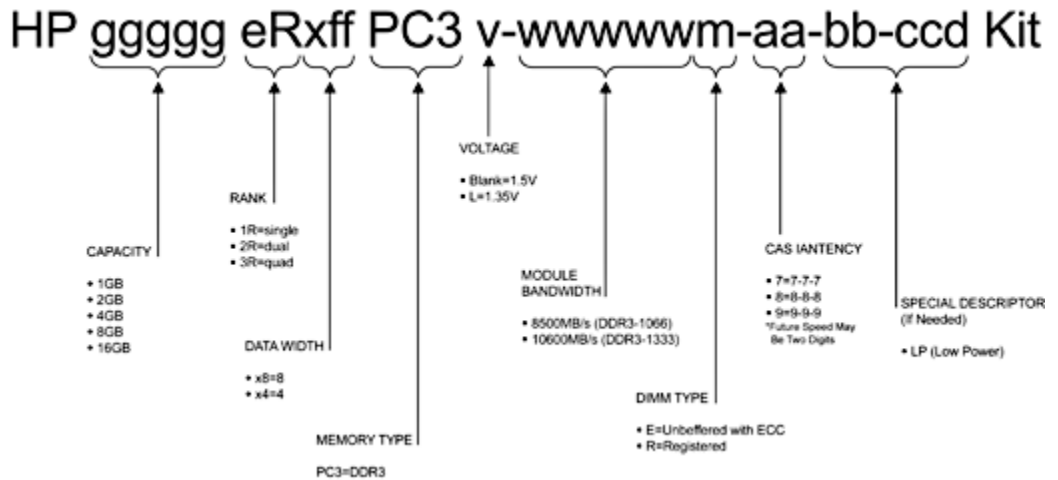 HP ggggg eRxff PC3 v-wwwwwm-aa-bb-ccd Kit
VOLTAGE
▪ Blank=1.5V
▪ L=1.35V
RANK
▪ 1R=single
▪ 2R=dual
▪ 3R=quad
CAPACITY
• 1GB
• 2GB
• 4GB
• 8GB
• 16GB
CAS IANTENCY
▪ 7=7-7-7
▪ 8=8-8-8
▪ 9=9-9-9
*Future Speed May
Be Two Digits
MODULE
BANDWIDTH
▪ 8500MB/s (DDR3-1066)
▪ 10600MB/s (DDR3-1333)
SPECIAL DESCRIPTOR
(If Needed)
• LP (Low Power)
DATA WIDTH
• x8=8
• x4=4
DIMM TYPE
• E=Unbeffered with ECC
• R=Registered
MEMORY TYPE
PC3=DDR3